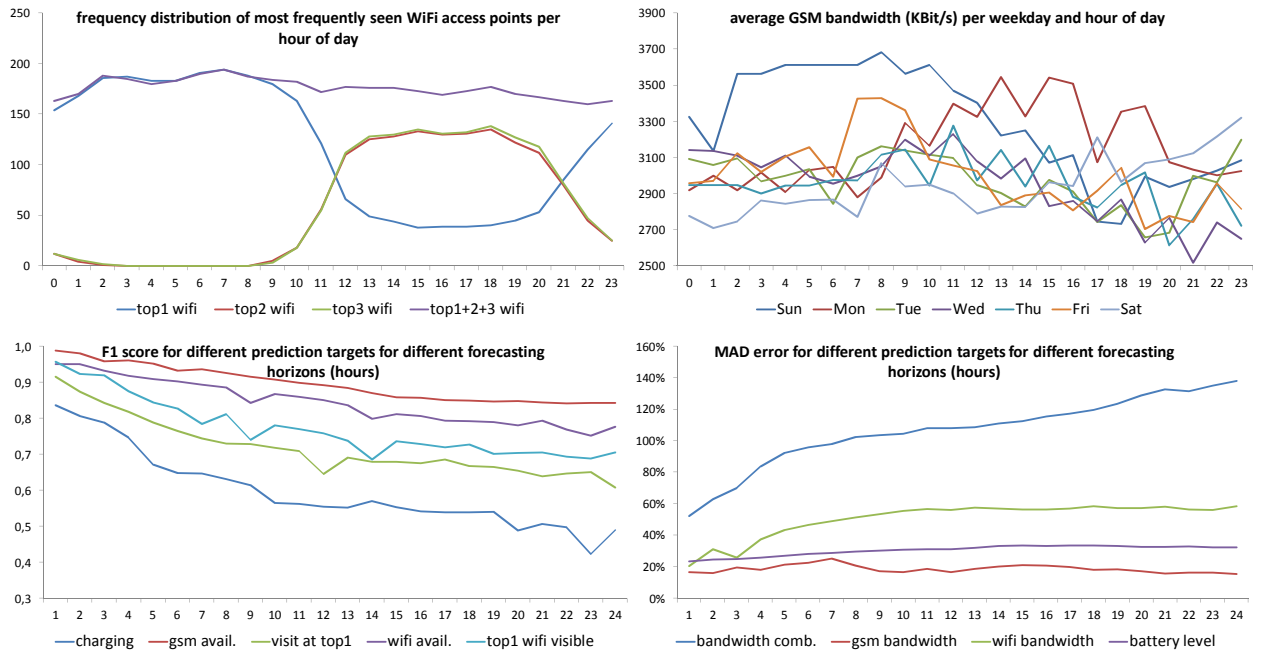 frequency distribution of most frequently seen WiFi access points per
hour of day
250
200
150
100
50
0
0 1 2 3 4 5 6 7 8 9 10 11 12 13 14 15 16 17 18 19 20 21 22 23
top1 wifi top2 wifi top3 wifi top1+2+3 wifi
average GSM bandwidth (KBit/s) per weekday and hour of day
3900
3700
3500
3300
3100
2900
2700
2500
0 1 2 3 4 5 6 7 8 9 10 11 12 13 14 15 16 17 18 19 20 21 22 23
Sun Mon Tue Wed Thu Fri Sat
F1 score for different prediction targets for different forecasting
horizons (hours)
1,0
0,9
0,8
0,7
0,6
0,5
0,4
0,3
1 2 3 4 5 6 7 8 9 10 11 12 13 14 15 16 17 18 19 20 21 22 23 24
charging gsm avail. visit at top1 wifi avail. top1 wifi visible
MAD error for different prediction targets for different forecasting
horizons (hours)
160%
140%
120%
100%
80%
60%
40%
20%
0%
1 2 3 4 5 6 7 8 9 10 11 12 13 14 15 16 17 18 19 20 21 22 23 24
bandwidth comb. gsm bandwidth wifi bandwidth battery level